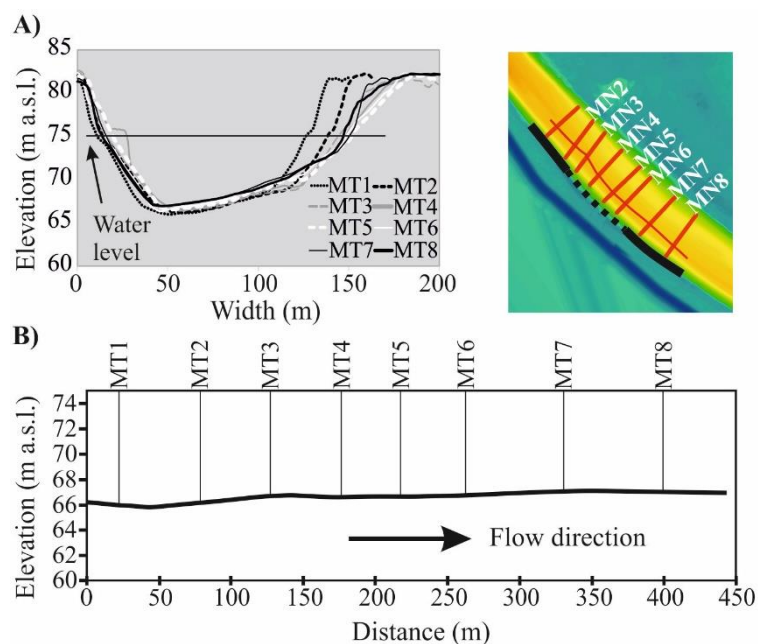 A)
85
80
75
70
65
60
Elevation (m a.s.l.)
Water
level
MT1 MT2
MT3 MT4
MT5 MT6
MT7 MT8
0 50 100 150 200
Width (m)
MN2
MN3
MN4
MN5
MN6
MN7
MN8
B)
MT1 MT2 MT3 MT4 MT5 MT6 MT7 MT8
74
72
70
68
66
64
62
60
Elevation (m a.s.l.)
Flow direction
0 50 100 150 200 250 300 350 400 450
Distance (m)